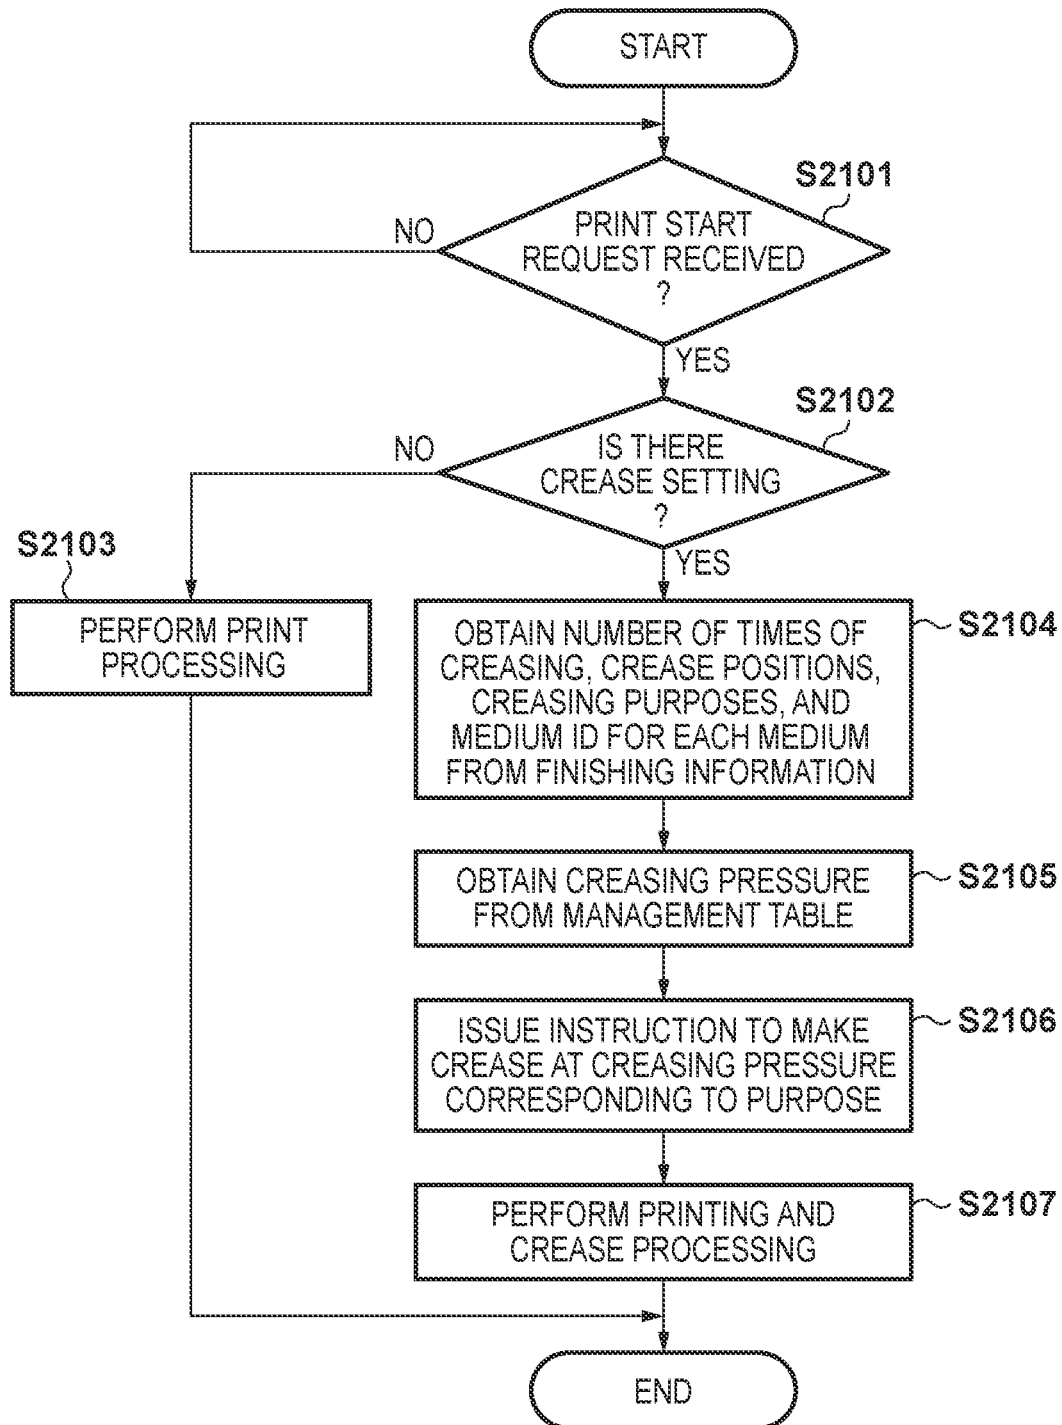 START
S2101
PRINT START
REQUEST RECEIVED
?
NO
YES
S2102
IS THERE
CREASE SETTING
?
NO
YES
S2103
PERFORM PRINT
PROCESSING
S2104
OBTAIN NUMBER OF TIMES OF
CREASING, CREASE POSITIONS,
CREASING PURPOSES, AND
MEDIUM ID FOR EACH MEDIUM
FROM FINISHING INFORMATION
S2105
OBTAIN CREASING PRESSURE
FROM MANAGEMENT TABLE
S2106
ISSUE INSTRUCTION TO MAKE
CREASE AT CREASING PRESSURE
CORRESPONDING TO PURPOSE
S2107
PERFORM PRINTING AND
CREASE PROCESSING
END